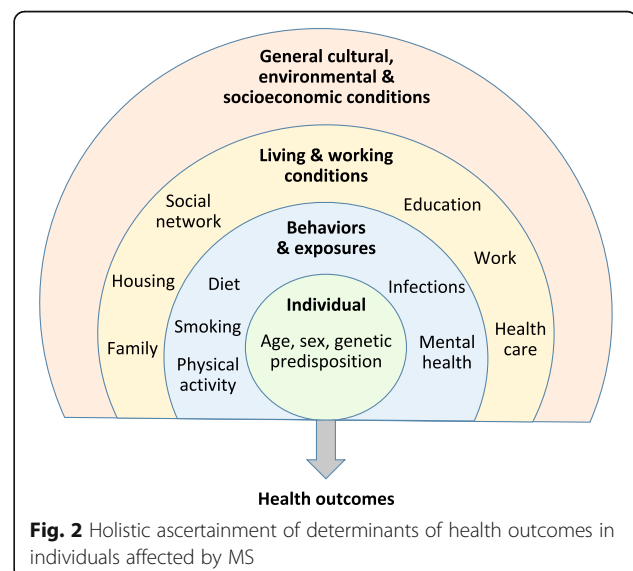 General cultural,
environmental &
socioeconomic conditions
Living & working
conditions
Social
network
Education
Behaviors
& exposures
Work
Housing
Diet
Infections
Individual
Smoking
Age, sex, genetic
predisposition
Family
Physical
activity
Mental
health
Health
care
Health outcomes
Fig. 2 Holistic ascertainment of determinants of health outcomes in
individuals affected by MS